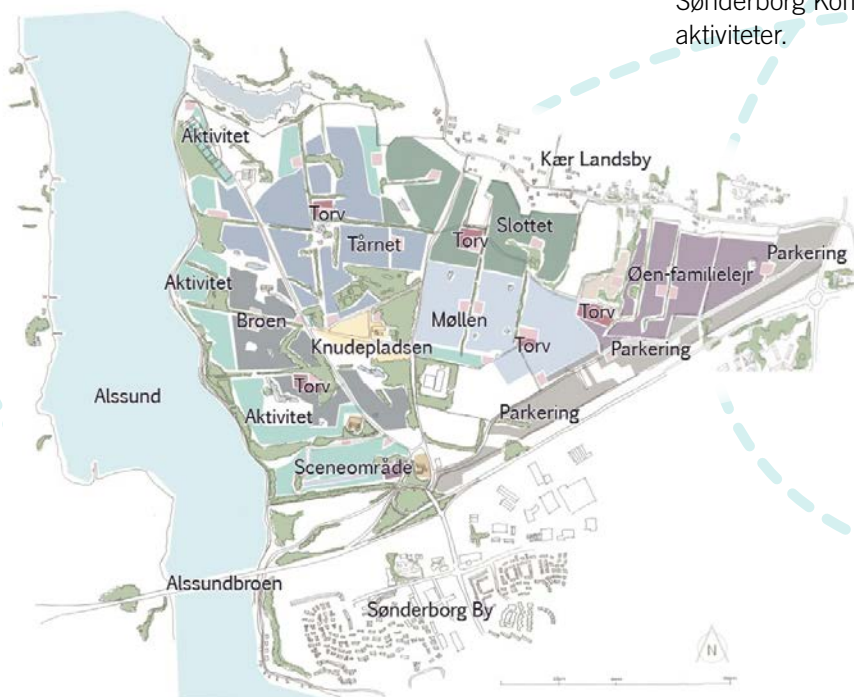 Sønderborg Kom
aktiviteter.
Aktivitet
Kær Landsby
Torv
Slottet
Torv
Tårnet
Parkering
Øen-familielejr
Aktivitet
Broen
Møllen
Torv
Knudepladsen
Torv
Parkering
Torv
Alssund
Aktivitet
Parkering
Sceneområde
Alssundbroen
Sønderborg By
N